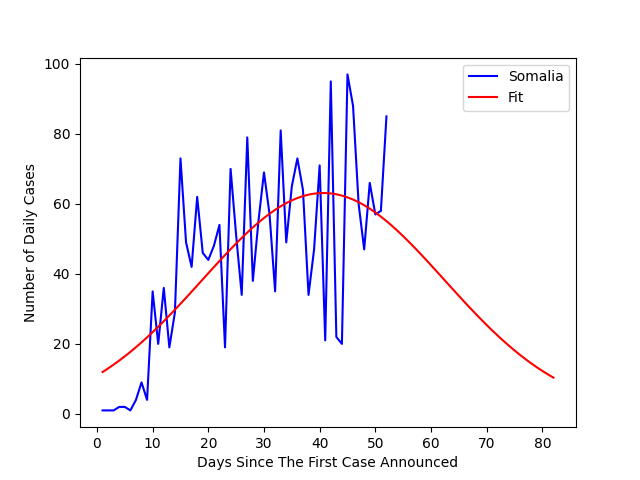 100
80
60
40
20
0
0 10 20 30 40 50 60 70 80
Number of Daily Cases
Days Since The First Case Announced
Somalia
Fit